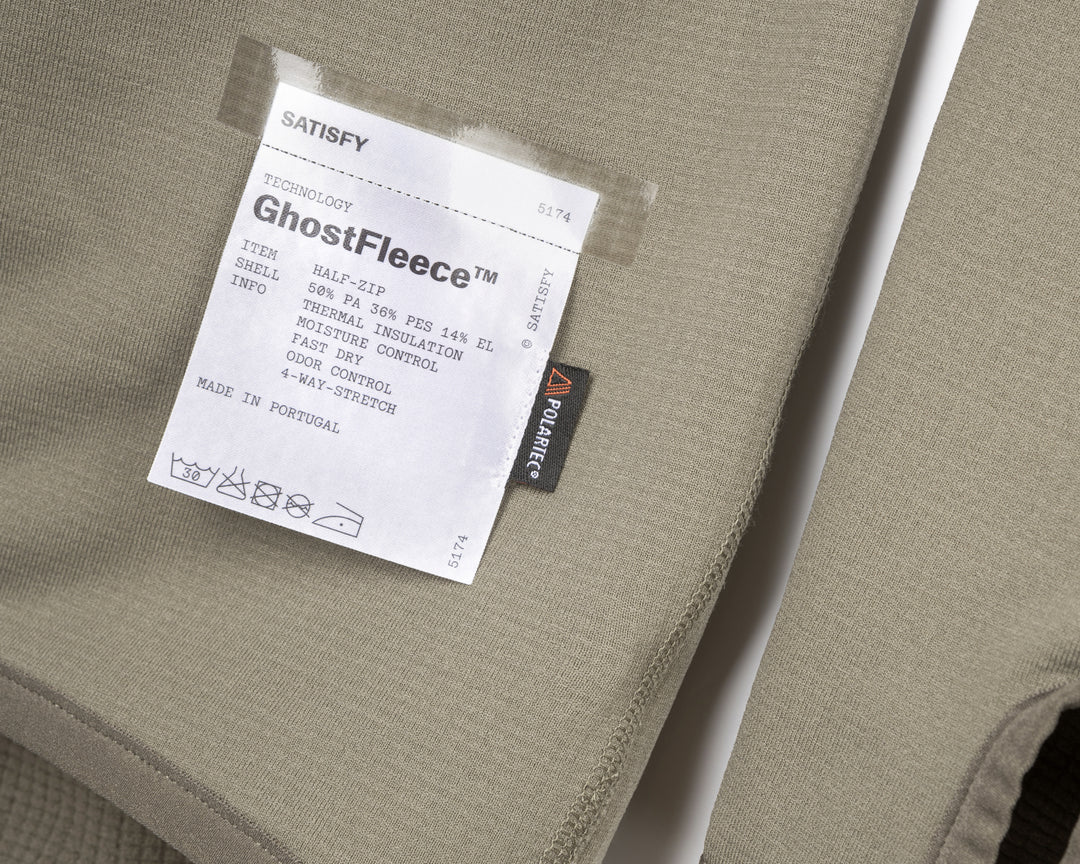 SATISFY
5174
TECHNOLOGY
GhostFleece™
ITEM HALF-ZIP
SHELL 50% PA 36% PES 14% EL
INFO THERMAL INSULATION
MOISTURE CONTROL
FAST DRY
ODOR CONTROL
4-WAY-STRETCH
MADE IN PORTUGAL
30
5174
© SATISFY
POLARTEC®